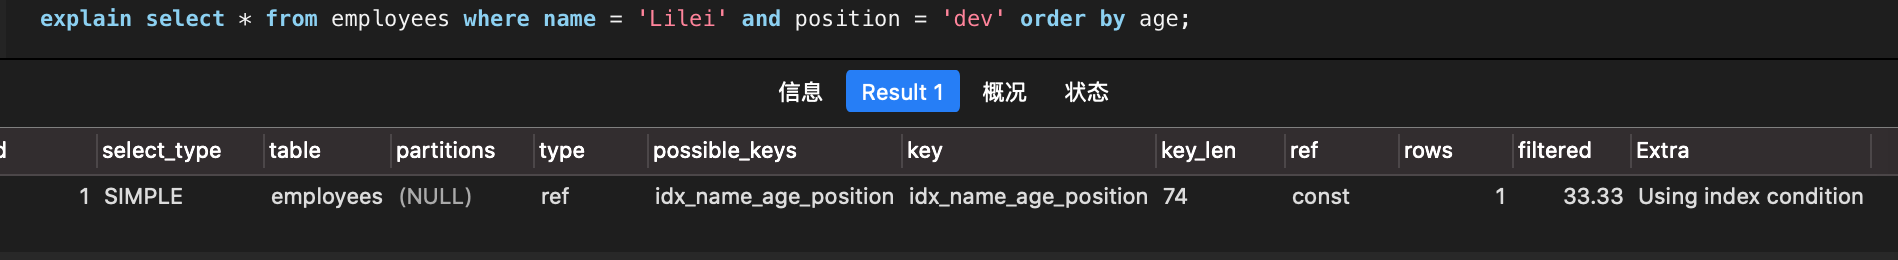 explain select * from employees where name = 'Lilei' and position = 'dev' order by age;
信息 Result 1 概况 状态
d select_type table partitions type possible_keys key key_len ref rows filtered Extra
1 SIMPLE employees (NULL) ref idx_name_age_position idx_name_age_position 74 const 1 33.33 Using index condition